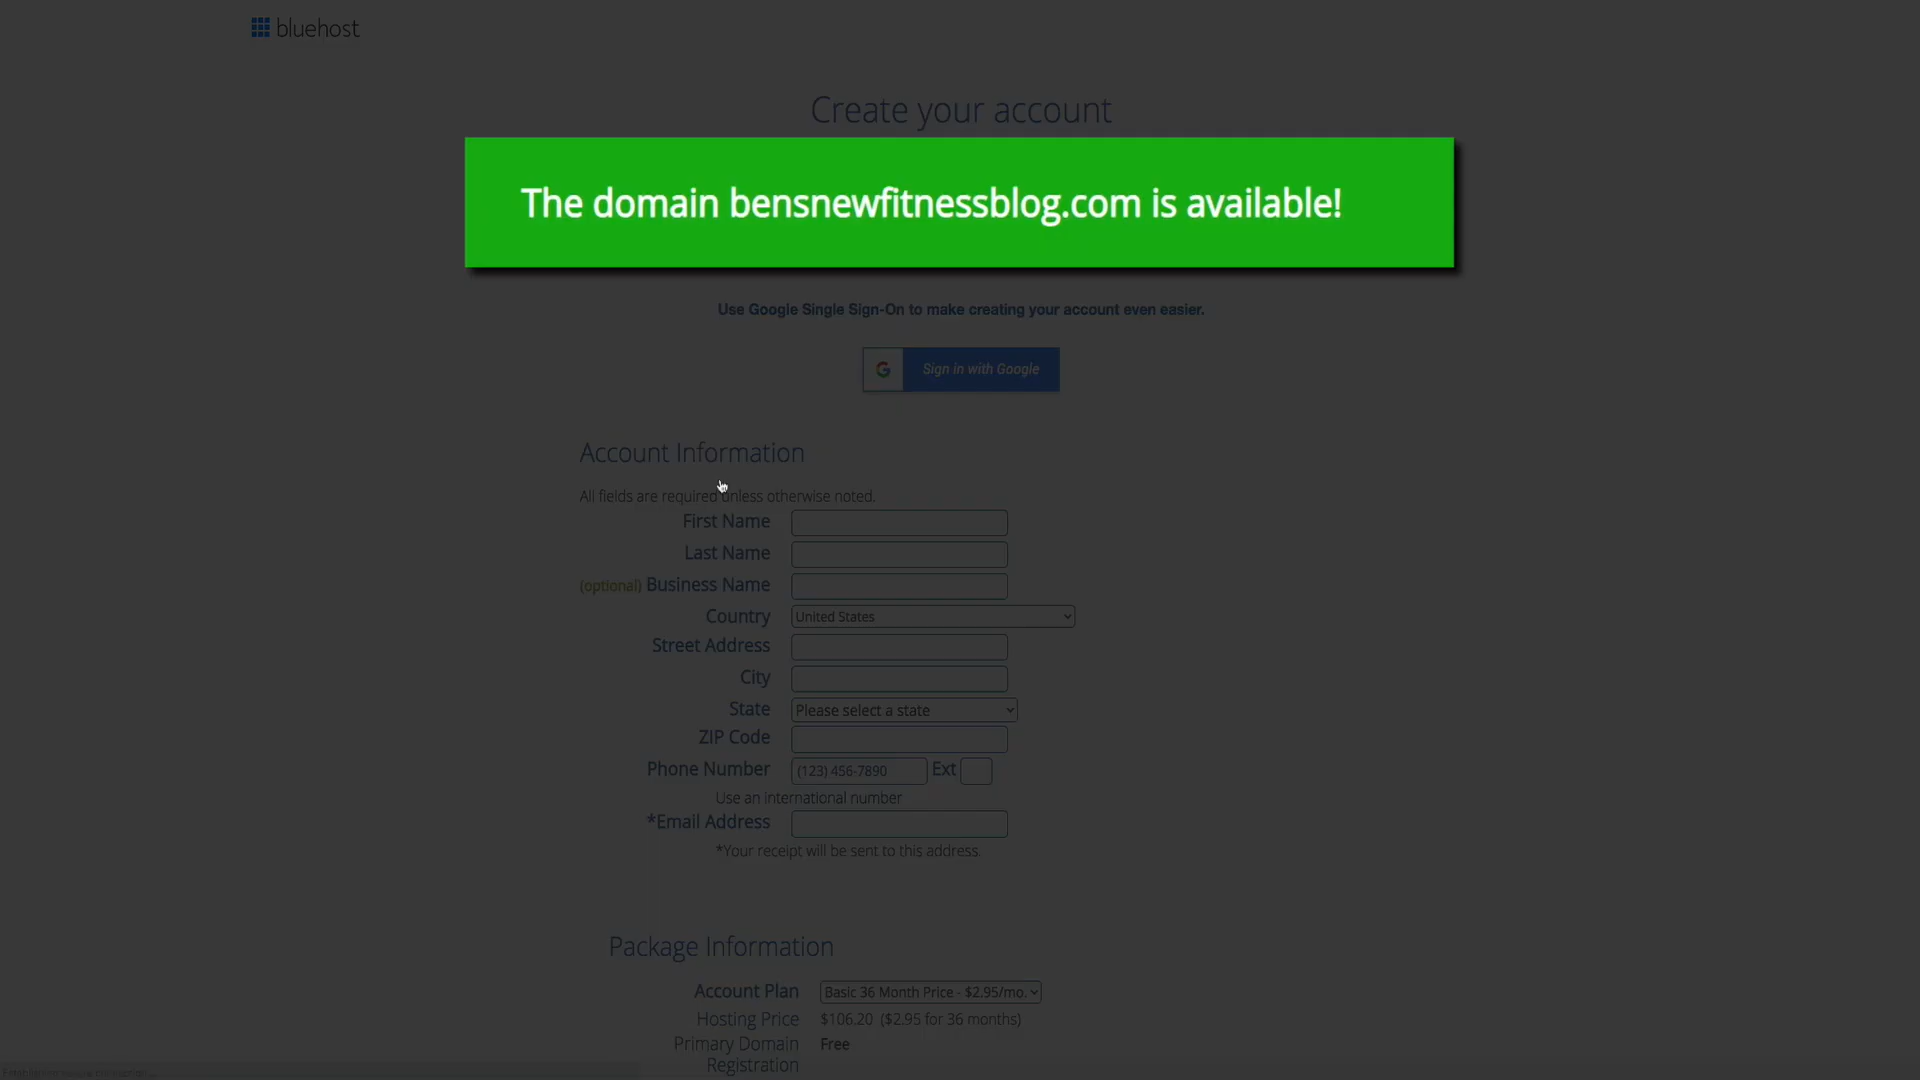 bluehost
Create your account
The domain bensnewfitnessblog.com is available!
Use Google Single Sign-On to make creating your account even easier.
G Sign in with Google
Account Information
All fields are required unless otherwise noted.
First Name
Last Name
(optional) Business Name
Country United States
Street Address
City
State Please select a state
ZIP Code
Phone Number (123) 456-7890 Ext
Use an international number
*Email Address
*Your receipt will be sent to this address.
Package Information
Account Plan Basic 36 Month Price - $2.95/mo.
Hosting Price $106.20 ($2.95 for 36 months)
Primary Domain Free
Registration